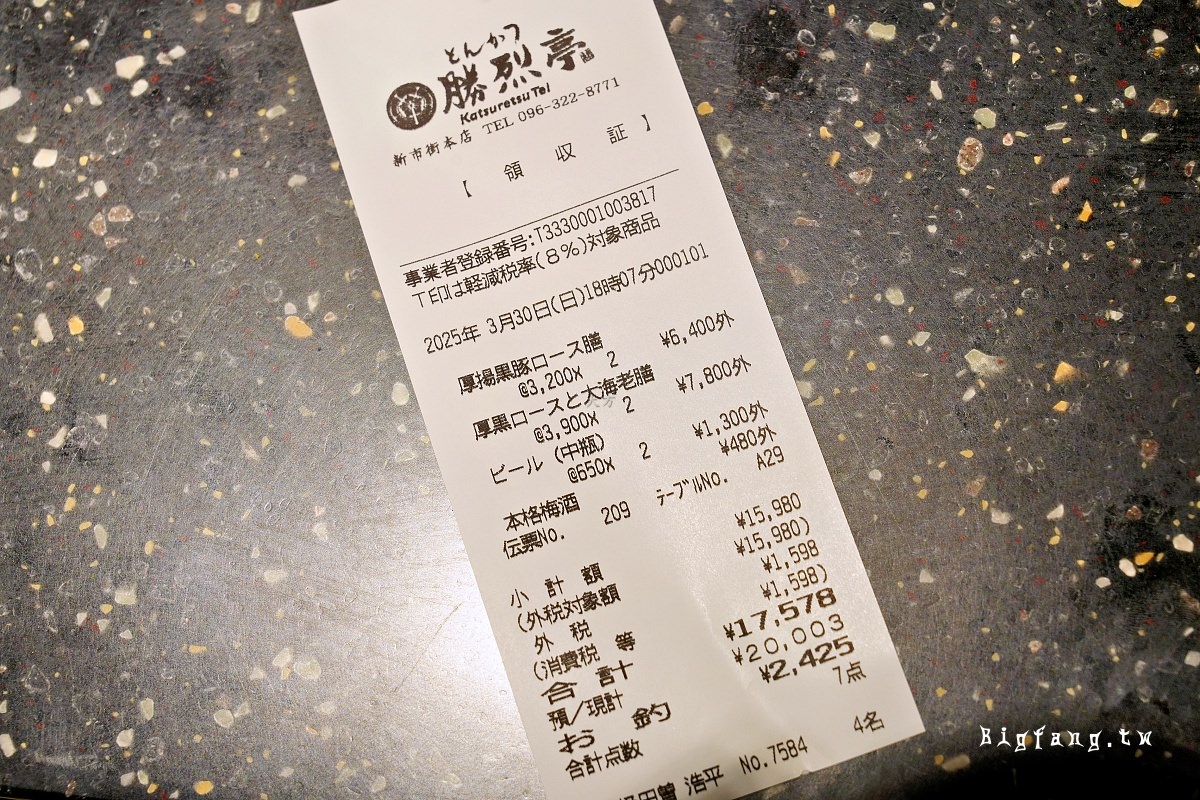 とんかつ
勝烈亭
Katsuretsu Tei
新市街本店 TEL 096-322-8771
【 領 収 証 】
事業者登録番号:T3330001003817
T印は軽減税率(8%)対象商品
2025年 3月30日(日)18時07分000101
厚揚黒豚ロース膳
@3,200× 2 ¥6,400外
厚黒ロースと大海老膳
@3,900× 2 ¥7,800外
ビール (中瓶)
@650× 2 ¥1,300外
本格梅酒 ¥480外
伝票No. 209 テーブルNo. A29
小 計 額 ¥15,980
(外税対象額 ¥15,980)
外 税 ¥1,598
(消費税 等 ¥1,598)
合 計 ¥17,578
預/現計 ¥20,003
お 釣 ¥2,425
合計点数 7点
4名
浩平 No.7584
Bigfang.tw